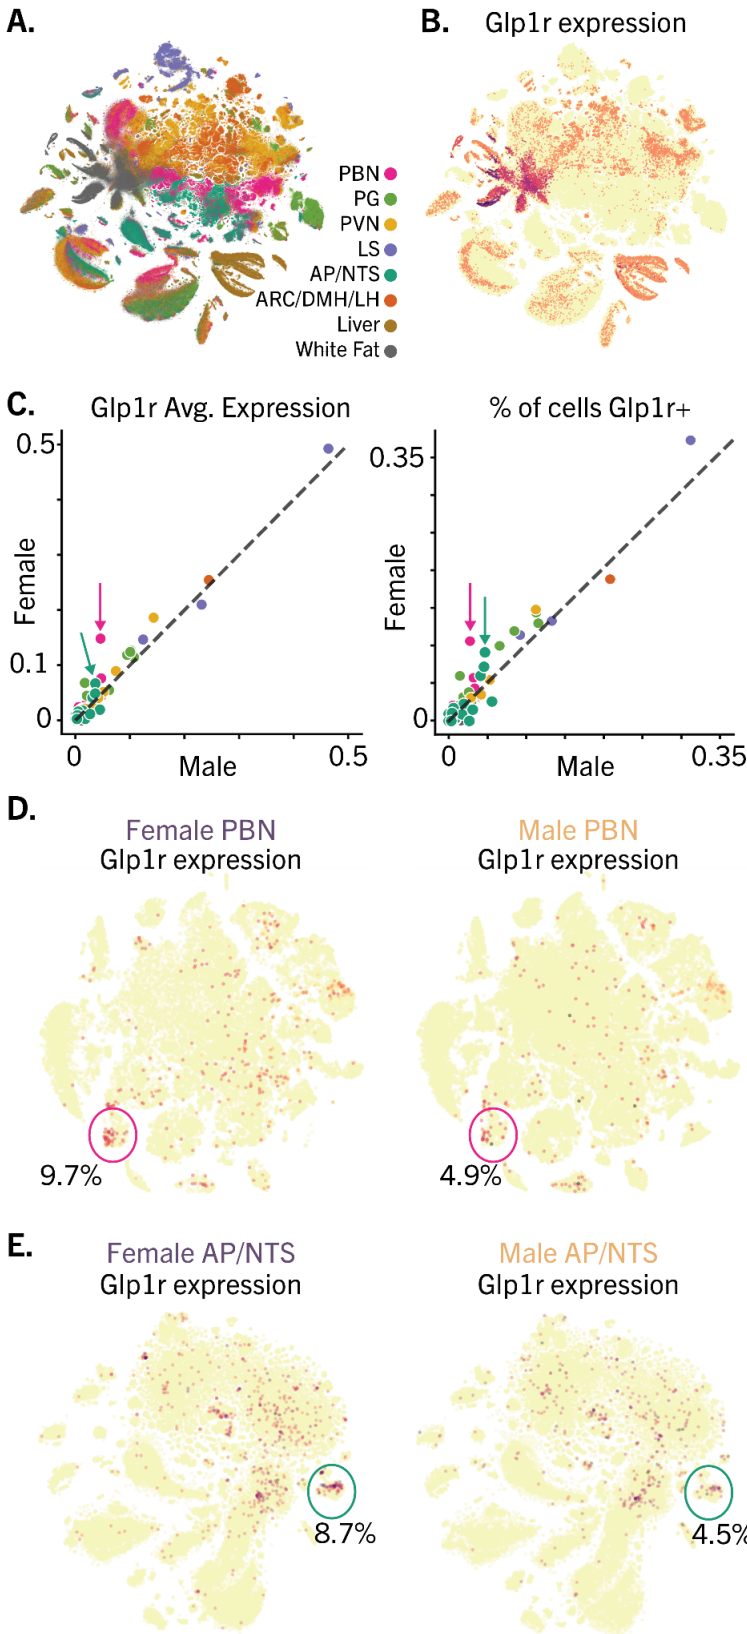 A.
B. Glp1r expression
PBN
PG
PVN
LS
AP/NTS
ARC/DMH/LH
Liver
White Fat
C. Glp1r Avg. Expression
% of cells Glp1r+
0.5
0.1
0
Female
0
0.5
Male
0.35
0
Female
0
0.35
Male
D.
Female PBN
Glp1r expression
Male PBN
Glp1r expression
9.7%
4.9%
E.
Female AP/NTS
Glp1r expression
Male AP/NTS
Glp1r expression
8.7%
4.5%